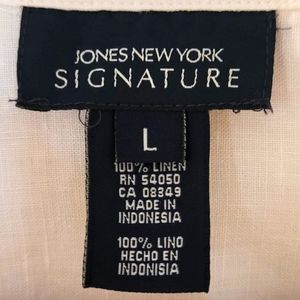 JONES NEW YORK
SIGNATURE
L
100% LINEN
RN 54050
CA 08349
MADE IN
INDONESIA
100% LINO
HECHO EN
INDONISIA